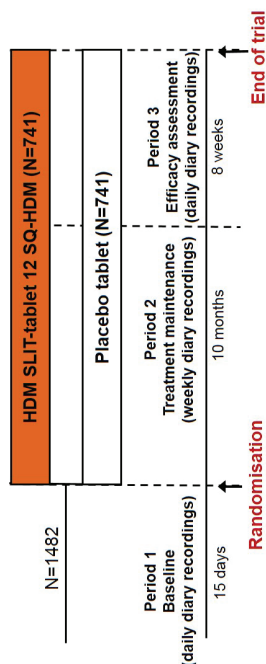 HDM SLIT-tablet 12 SQ-HDM (N=741)
N=1482
Placebo tablet (N=741)
Period 1
Baseline
(daily diary recordings)
Period 2
Treatment maintenance
(weekly diary recordings)
Period 3
Efficacy assessment
(daily diary recordings)
15 days
10 months
8 weeks
Randomisation
End of trial